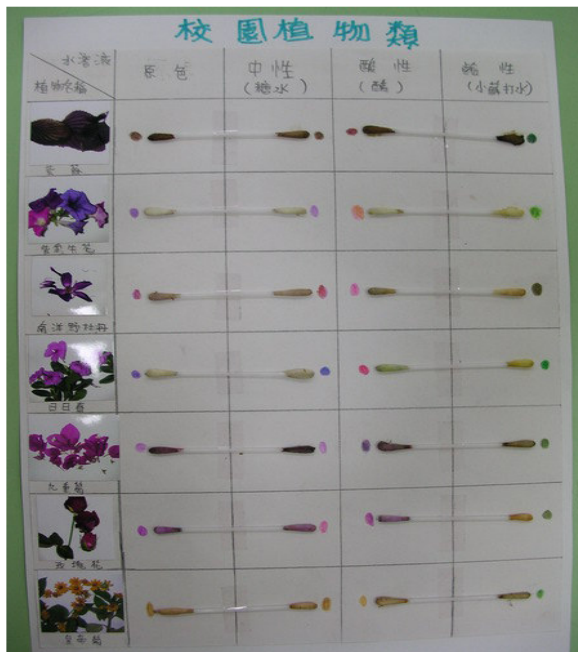 校園植物類
水溶液
植物名稱
原色
中性
(糖水)
酸性
(醋)
鹼性
(小蘇打水)
紫蘇
紫牽牛花
南洋野牡丹
日日春
九重葛
玫瑰花